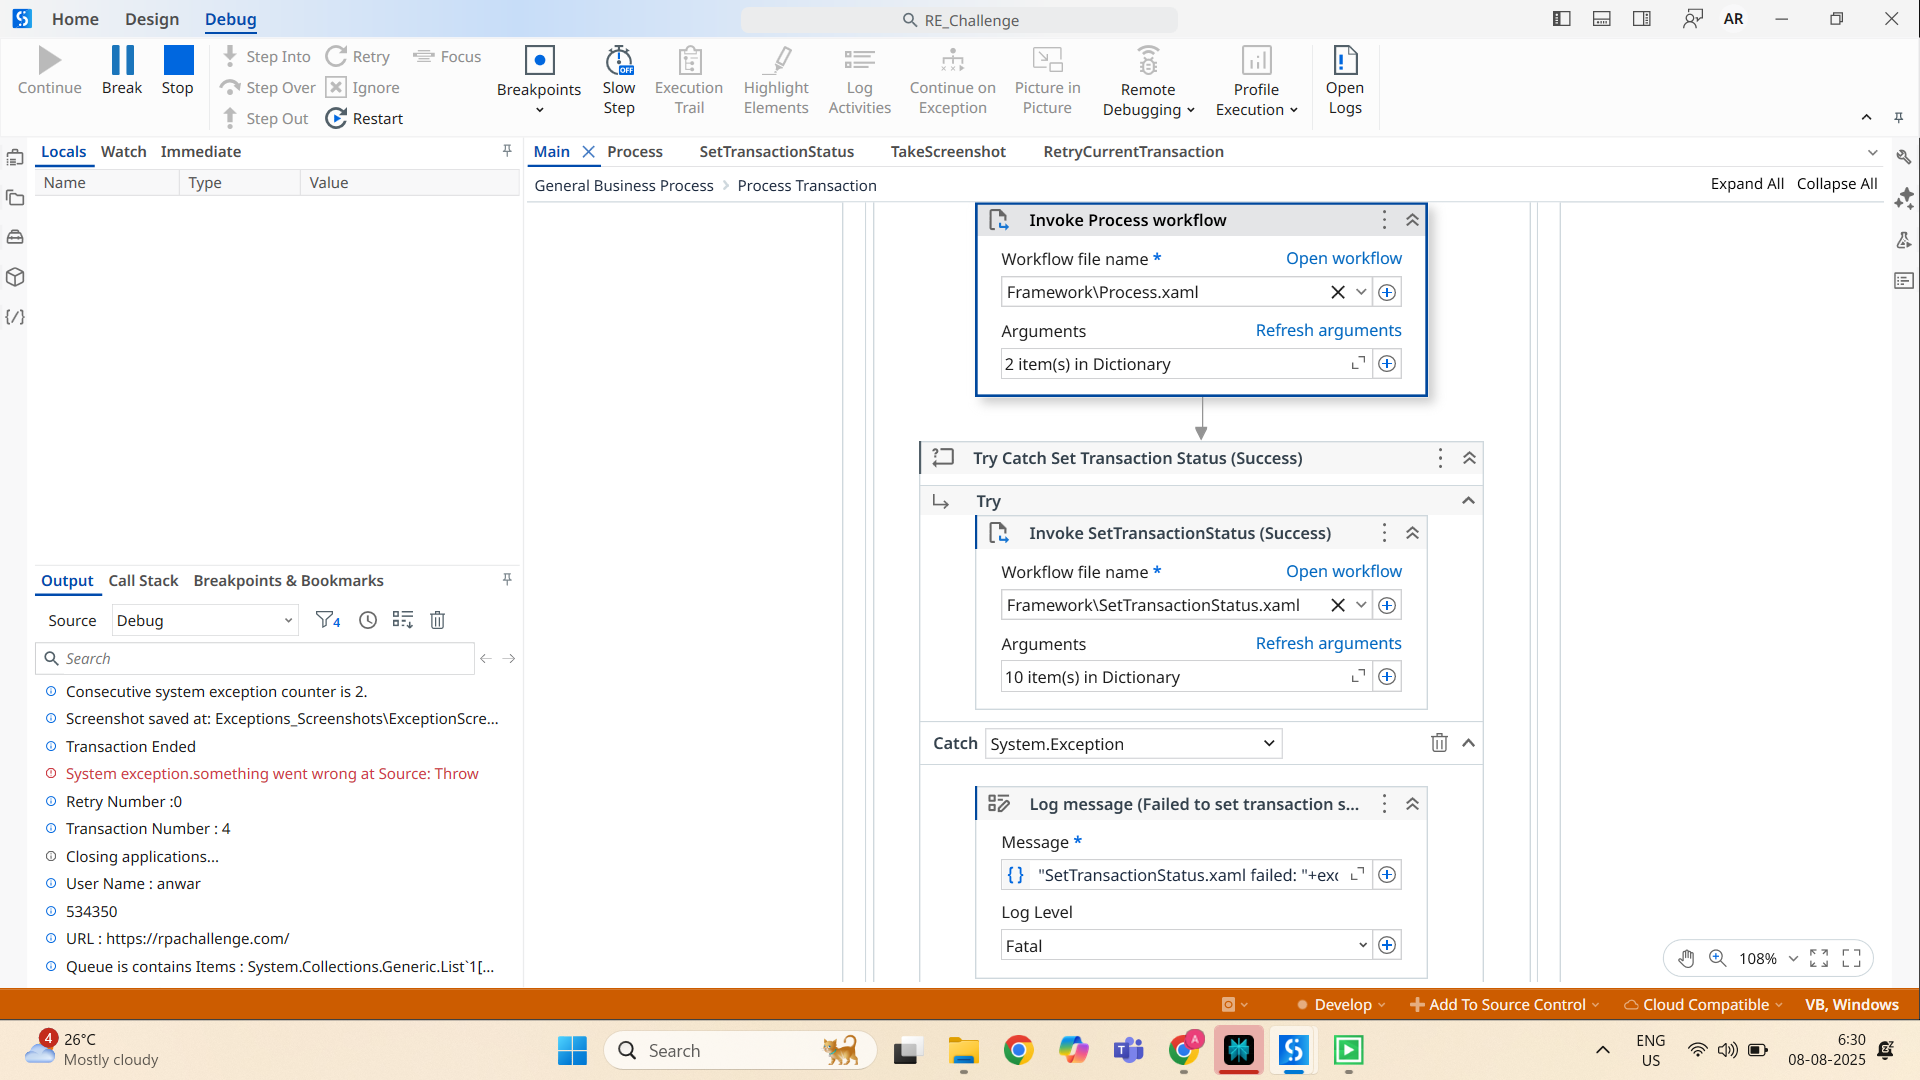 Home
Design
Debug
RE_Challenge
AR
Continue
Break
Stop
Step Into
Step Over
Step Out
Retry
Ignore
Restart
Focus
Breakpoints
Slow
Step
OFF
Execution
Trail
Highlight
Elements
Log
Activities
Continue on
Exception
Picture in
Picture
Remote
Debugging
Profile
Execution
Open
Logs
Locals
Watch
Immediate
Name
Type
Value
Main
Process
SetTransactionStatus
TakeScreenshot
RetryCurrentTransaction
General Business Process > Process Transaction
Expand All
Collapse All
Invoke Process workflow
Workflow file name *
Open workflow
Framework\Process.xaml
Arguments
Refresh arguments
2 item(s) in Dictionary
Try Catch Set Transaction Status (Success)
Try
Invoke SetTransactionStatus (Success)
Workflow file name *
Open workflow
Framework\SetTransactionStatus.xaml
Arguments
Refresh arguments
10 item(s) in Dictionary
Catch
System.Exception
Log message (Failed to set transaction s...
Message *
{} "SetTransactionStatus.xaml failed: "+exc
Log Level
Fatal
108%
Output
Call Stack
Breakpoints & Bookmarks
Source
Debug
4
Search
Consecutive system exception counter is 2.
Screenshot saved at: Exceptions_Screenshots\ExceptionScre...
Transaction Ended
System exception.something went wrong at Source: Throw
Retry Number :0
Transaction Number : 4
Closing applications...
User Name : anwar
534350
URL : https://rpachallenge.com/
Queue is contains Items : System.Collections.Generic.List`1[...
Develop
Add To Source Control
Cloud Compatible
VB, Windows
4
26°C
Mostly cloudy
Search
A
ENG
US
6:30
08-08-2025